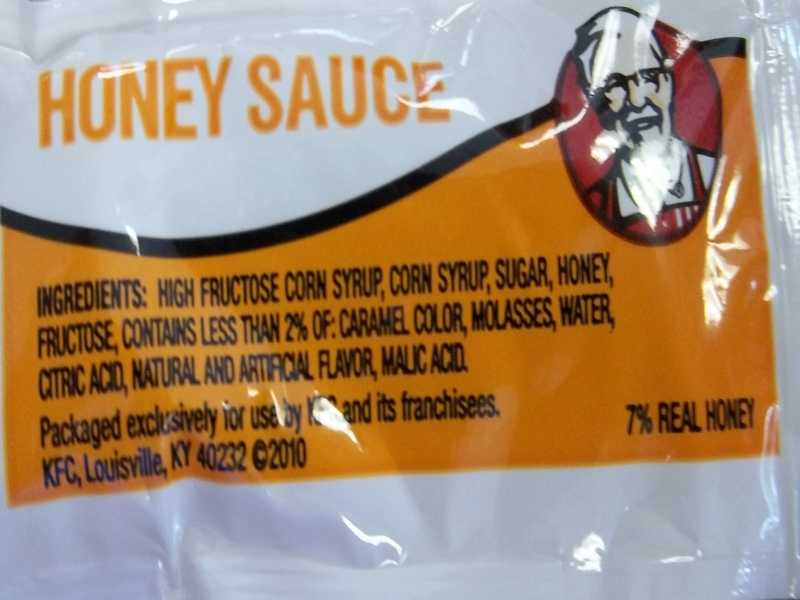 HONEY SAUCE
INGREDIENTS: HIGH FRUCTOSE CORN SYRUP, CORN SYRUP, SUGAR, HONEY,
FRUCTOSE, CONTAINS LESS THAN 2% OF: CARAMEL COLOR, MOLASSES, WATER,
CITRIC ACID, NATURAL AND ARTIFICIAL FLAVOR, MALIC ACID.
Packaged exclusively for use by KFC and its franchisees.
KFC, Louisville, KY 40232 ©2010
7% REAL HONEY